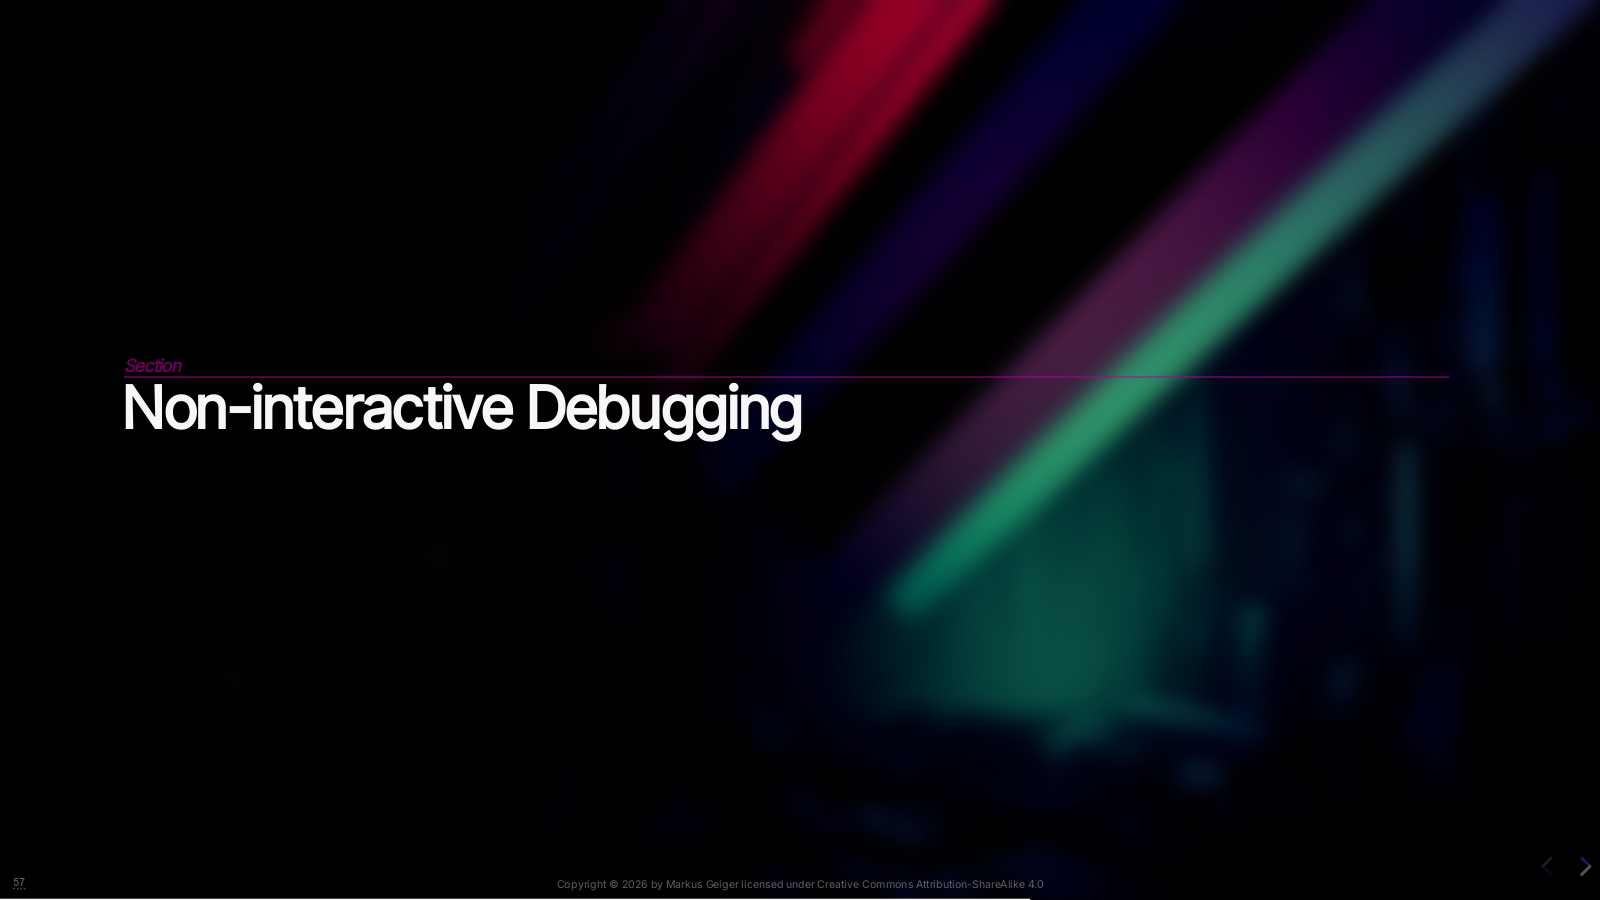 Section
Non-interactive Debugging
57
Copyright © 2026 by Markus Geiger licensed under Creative Commons Attribution-ShareAlike 4.0